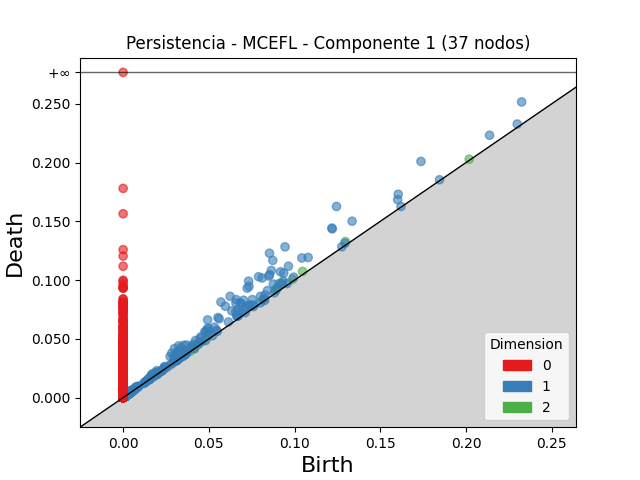 Persistencia - MCEFL - Componente 1 (37 nodos)
+∞
0.250
0.200
0.150
0.100
0.050
0.000
Death
Dimension
0
1
2
0.00 0.05 0.10 0.15 0.20 0.25
Birth